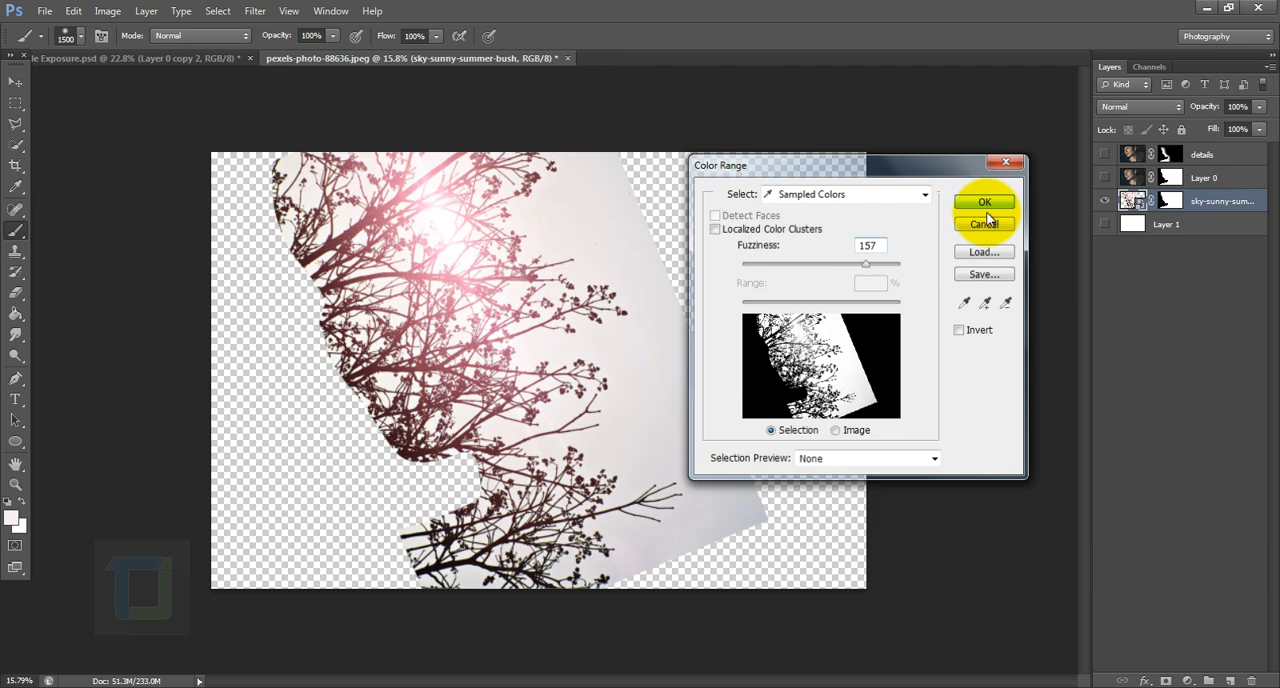 Ps File Edit Image Layer Type Select Filter View Window Help
1500 Mode: Normal Opacity: 100% Flow: 100% Photography
le Exposure.psd @ 22.8% (Layer 0 copy 2, RGB/8) * pexels-photo-88636.jpeg @ 15.8% (sky-sunny-summer-bush, RGB/8) *
Layers Channels
Kind
Normal Opacity: 100%
Lock: Fill: 100%
details
Layer 0
sky-sunny-sum...
Layer 1
Color Range
Select: Sampled Colors
OK
Detect Faces
Cancel
Localized Color Clusters
Fuzziness: 157
Load...
Range: %
Save...
Invert
Selection Image
Selection Preview: None
15.79% Doc: 51.3M/233.0M